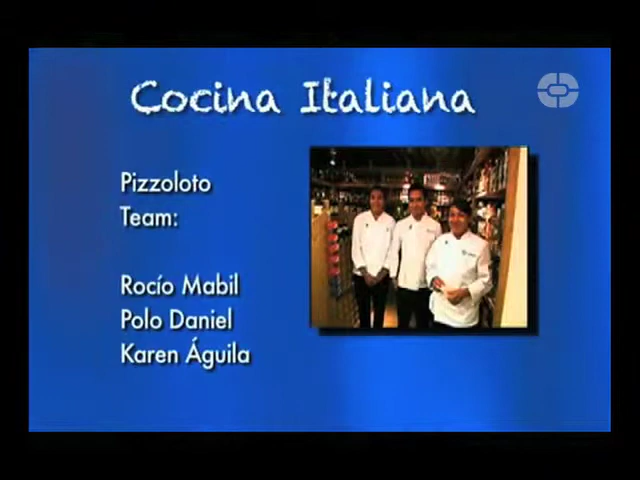 Cocina Italiana
Pizzoloto
Team:
Rocío Mabil
Polo Daniel
Karen Águila